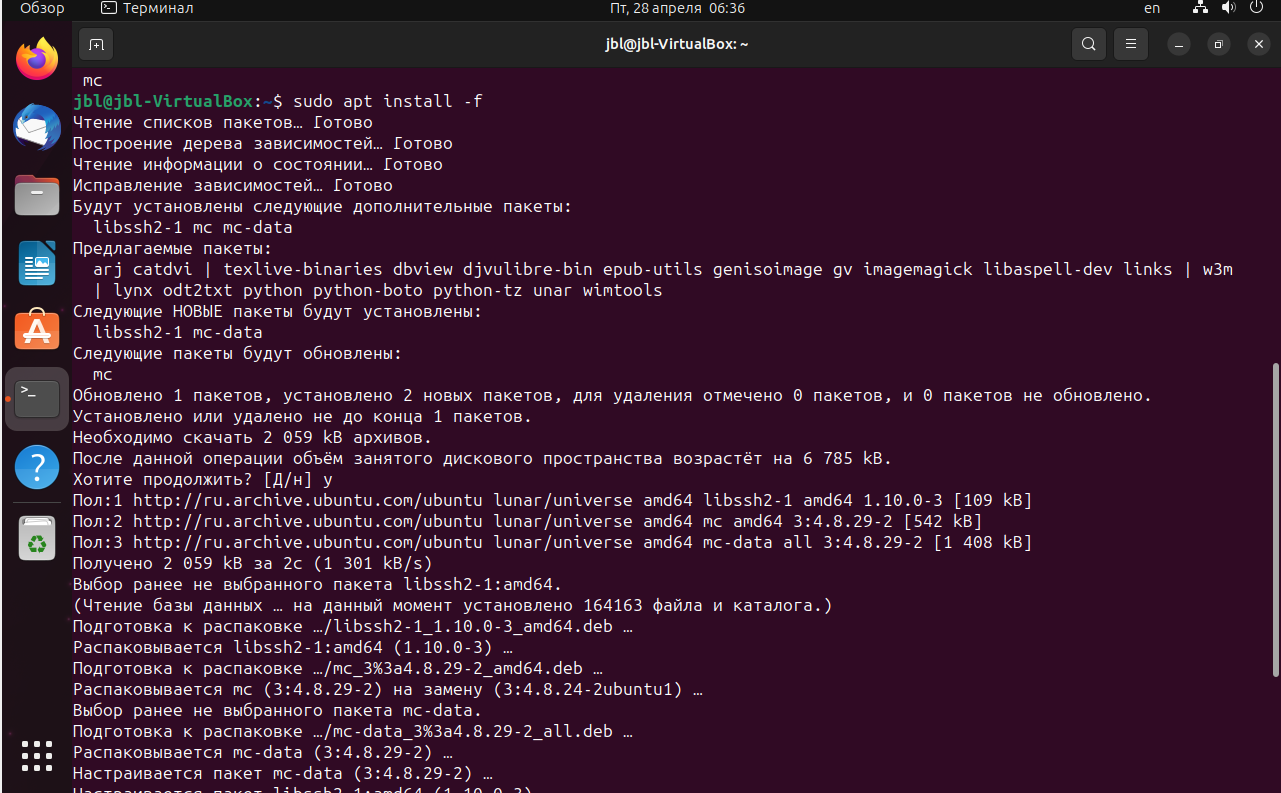 Обзор
Терминал
Пт, 28 апреля 06:36
en
jbl@jbl-VirtualBox: ~
mc
jbl@jbl-VirtualBox:~$ sudo apt install -f
Чтение списков пакетов… Готово
Построение дерева зависимостей… Готово
Чтение информации о состоянии… Готово
Исправление зависимостей… Готово
Будут установлены следующие дополнительные пакеты:
libssh2-1 mc mc-data
Предлагаемые пакеты:
arj catdvi | texlive-binaries dbview djvulibre-bin epub-utils genisoimage gv imagemagick libaspell-dev links | w3m
| lynx odt2txt python python-boto python-tz unar wimtools
Следующие НОВЫЕ пакеты будут установлены:
libssh2-1 mc-data
Следующие пакеты будут обновлены:
mc
Обновлено 1 пакетов, установлено 2 новых пакетов, для удаления отмечено 0 пакетов, и 0 пакетов не обновлено.
Установлено или удалено не до конца 1 пакетов.
Необходимо скачать 2 059 kB архивов.
После данной операции объём занятого дискового пространства возрастёт на 6 785 kB.
Хотите продолжить? [Д/н] y
Пол:1 http://ru.archive.ubuntu.com/ubuntu lunar/universe amd64 libssh2-1 amd64 1.10.0-3 [109 kB]
Пол:2 http://ru.archive.ubuntu.com/ubuntu lunar/universe amd64 mc amd64 3:4.8.29-2 [542 kB]
Пол:3 http://ru.archive.ubuntu.com/ubuntu lunar/universe amd64 mc-data all 3:4.8.29-2 [1 408 kB]
Получено 2 059 kB за 2с (1 301 kB/s)
Выбор ранее не выбранного пакета libssh2-1:amd64.
(Чтение базы данных … на данный момент установлено 164163 файла и каталога.)
Подготовка к распаковке …/libssh2-1_1.10.0-3_amd64.deb …
Распаковывается libssh2-1:amd64 (1.10.0-3) …
Подготовка к распаковке …/mc_3%3a4.8.29-2_amd64.deb …
Распаковывается mc (3:4.8.29-2) на замену (3:4.8.24-2ubuntu1) …
Выбор ранее не выбранного пакета mc-data.
Подготовка к распаковке …/mc-data_3%3a4.8.29-2_all.deb …
Распаковывается mc-data (3:4.8.29-2) …
Настраивается пакет mc-data (3:4.8.29-2) …
Настраивается пакет libssh2-1:amd64 (1.10.0-3) …